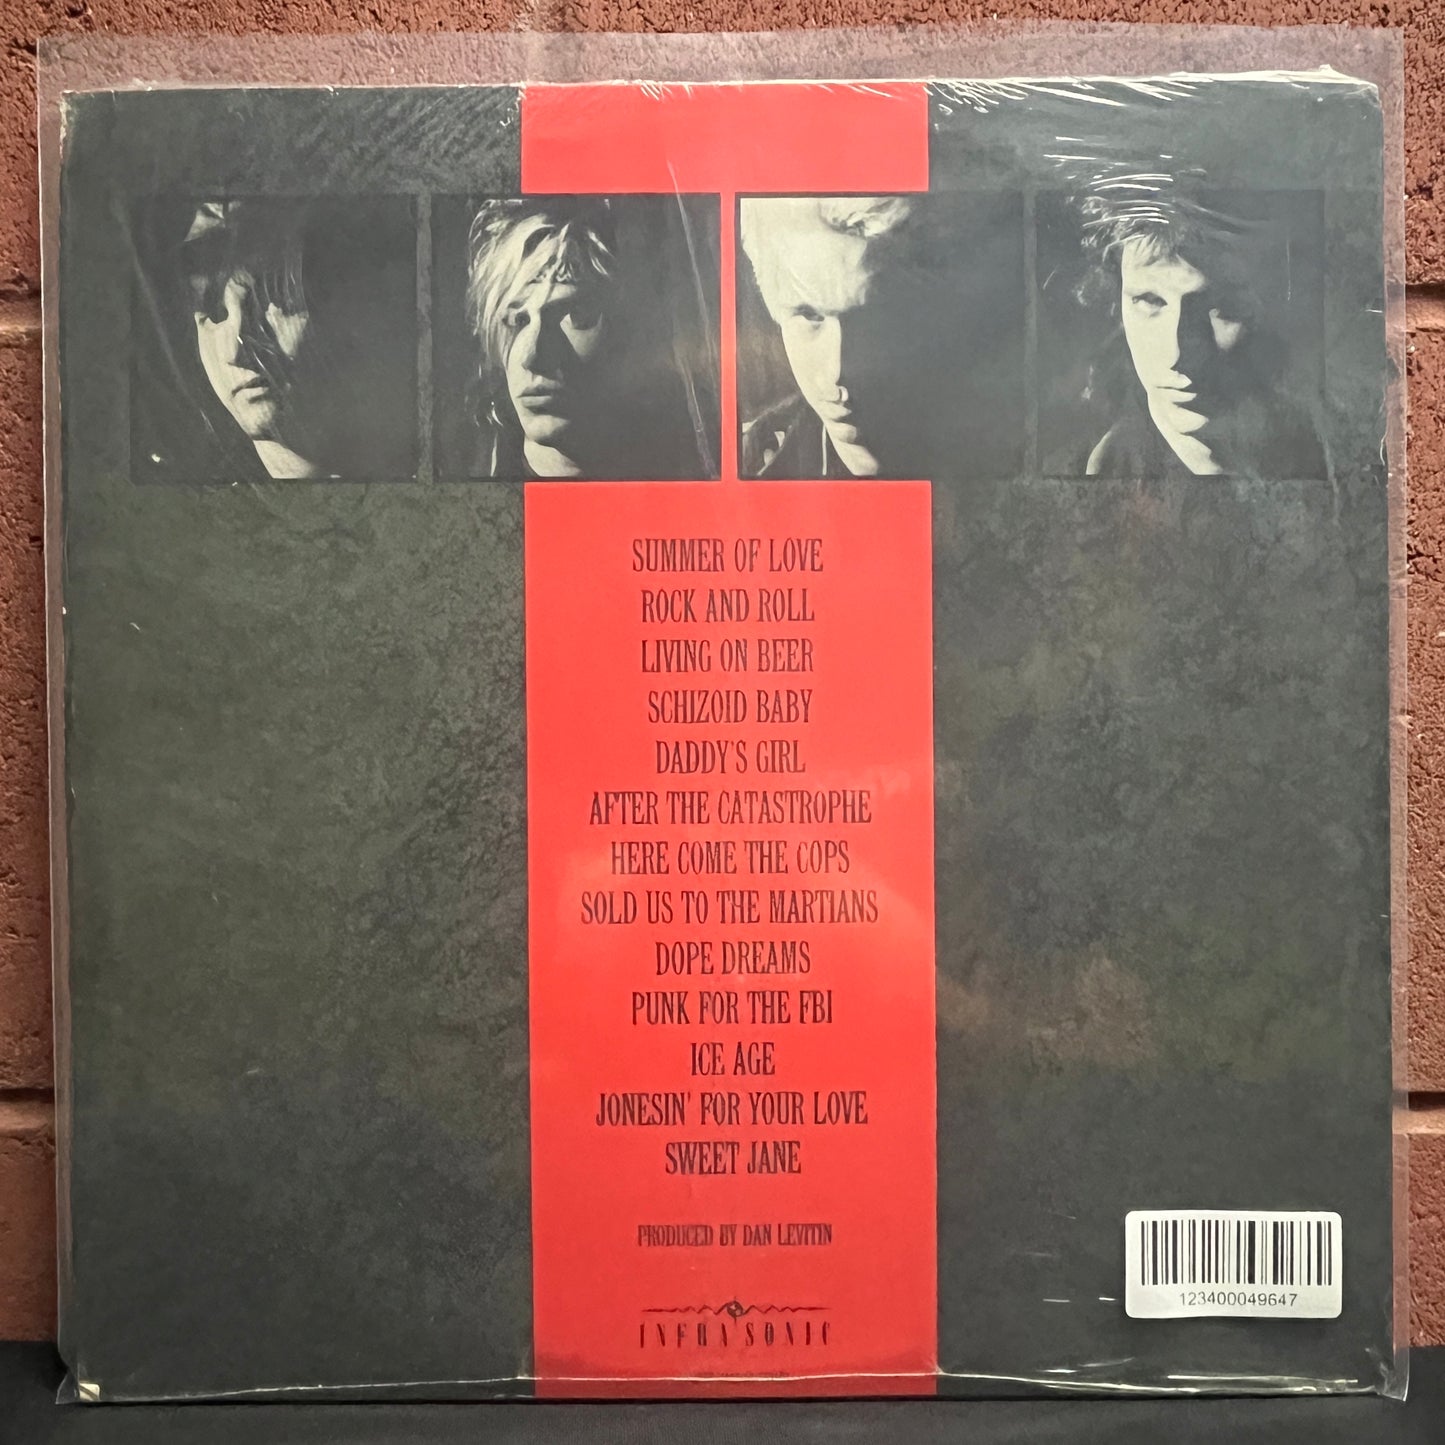 SUMMER OF LOVE
ROCK AND ROLL
LIVING ON BEER
SCHIZOID BABY
DADDY'S GIRL
AFTER THE CATASTROPHE
HERE COME THE COPS
SOLD US TO THE MARTIANS
DOPE DREAMS
PUNK FOR THE FBI
ICE AGE
JONESIN' FOR YOUR LOVE
SWEET JANE
PRODUCED BY DAN LEVITIN
INFRASONIC
123400049647